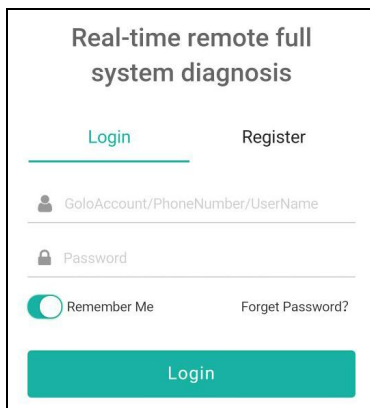 Real-time remote full
system diagnosis
Login Register
GoloAccount/PhoneNumber/UserName
Password
Remember Me Forget Password?
Login